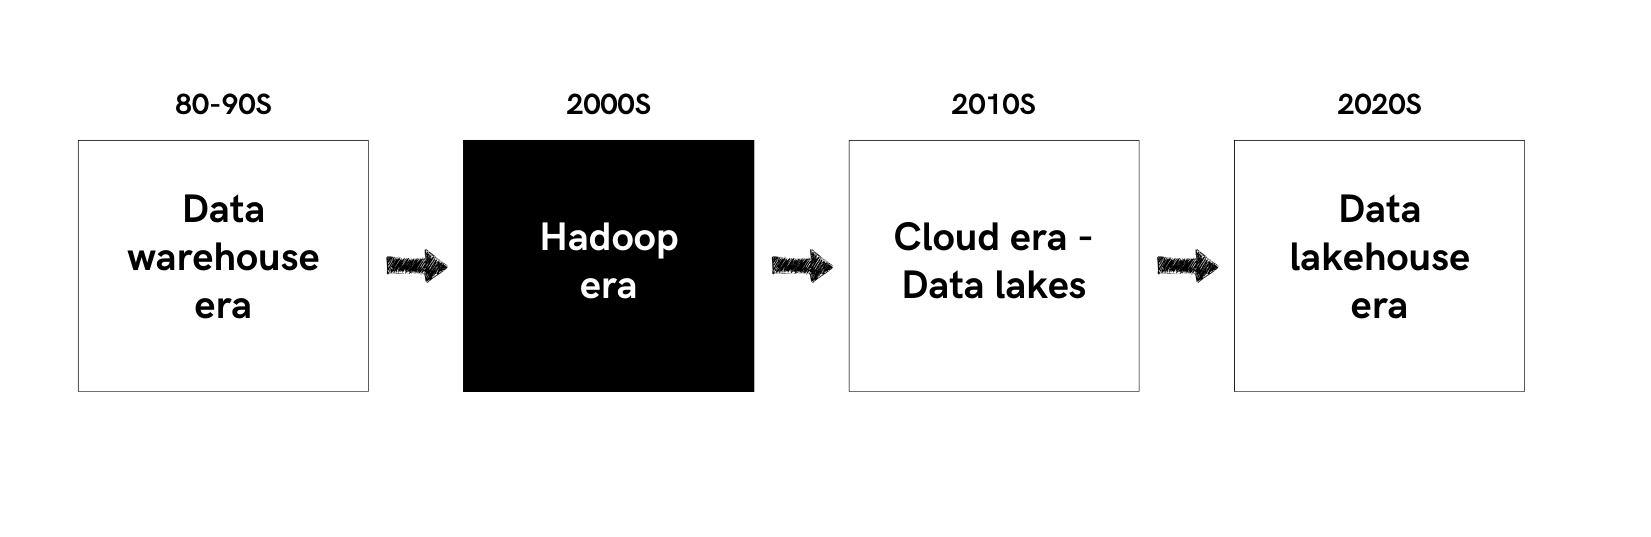 80-90S
Data
warehouse
era
2000S
Hadoop
era
2010S
Cloud era -
Data lakes
2020S
Data
lakehouse
era